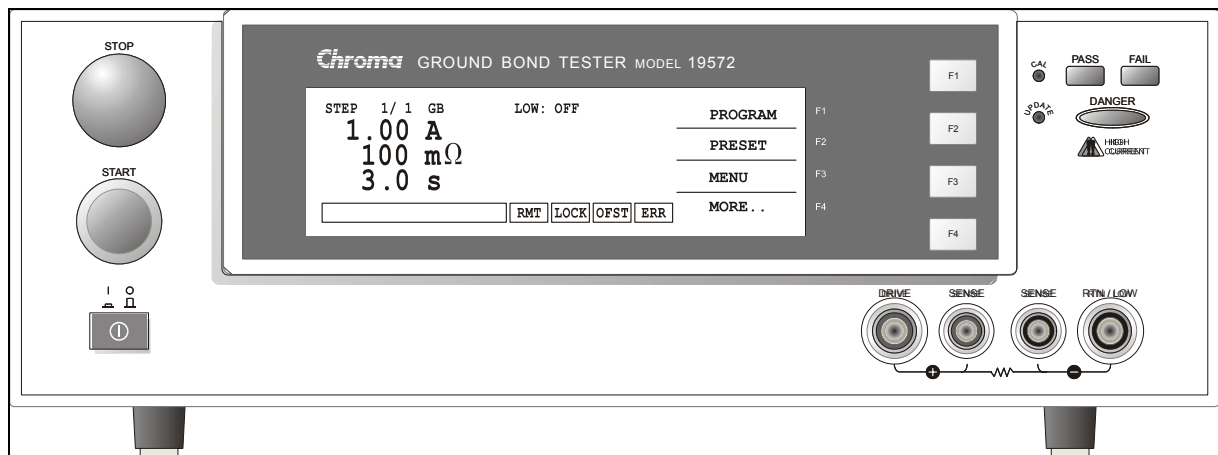 STOP
START
I O
Chroma GROUND BOND TESTER MODEL 19572
STEP 1/ 1 GB LOW: OFF
1.00 A
100 mΩ
3.0 s
RMT LOCK OFST ERR
PROGRAM
PRESET
MENU
MORE..
F1
F2
F3
F4
F1
F2
F3
F4
CAL
PASS
FAIL
UPDATE
DANGER
HIGH
CURRENT
DRIVE
SENSE
SENSE
RTN / LOW